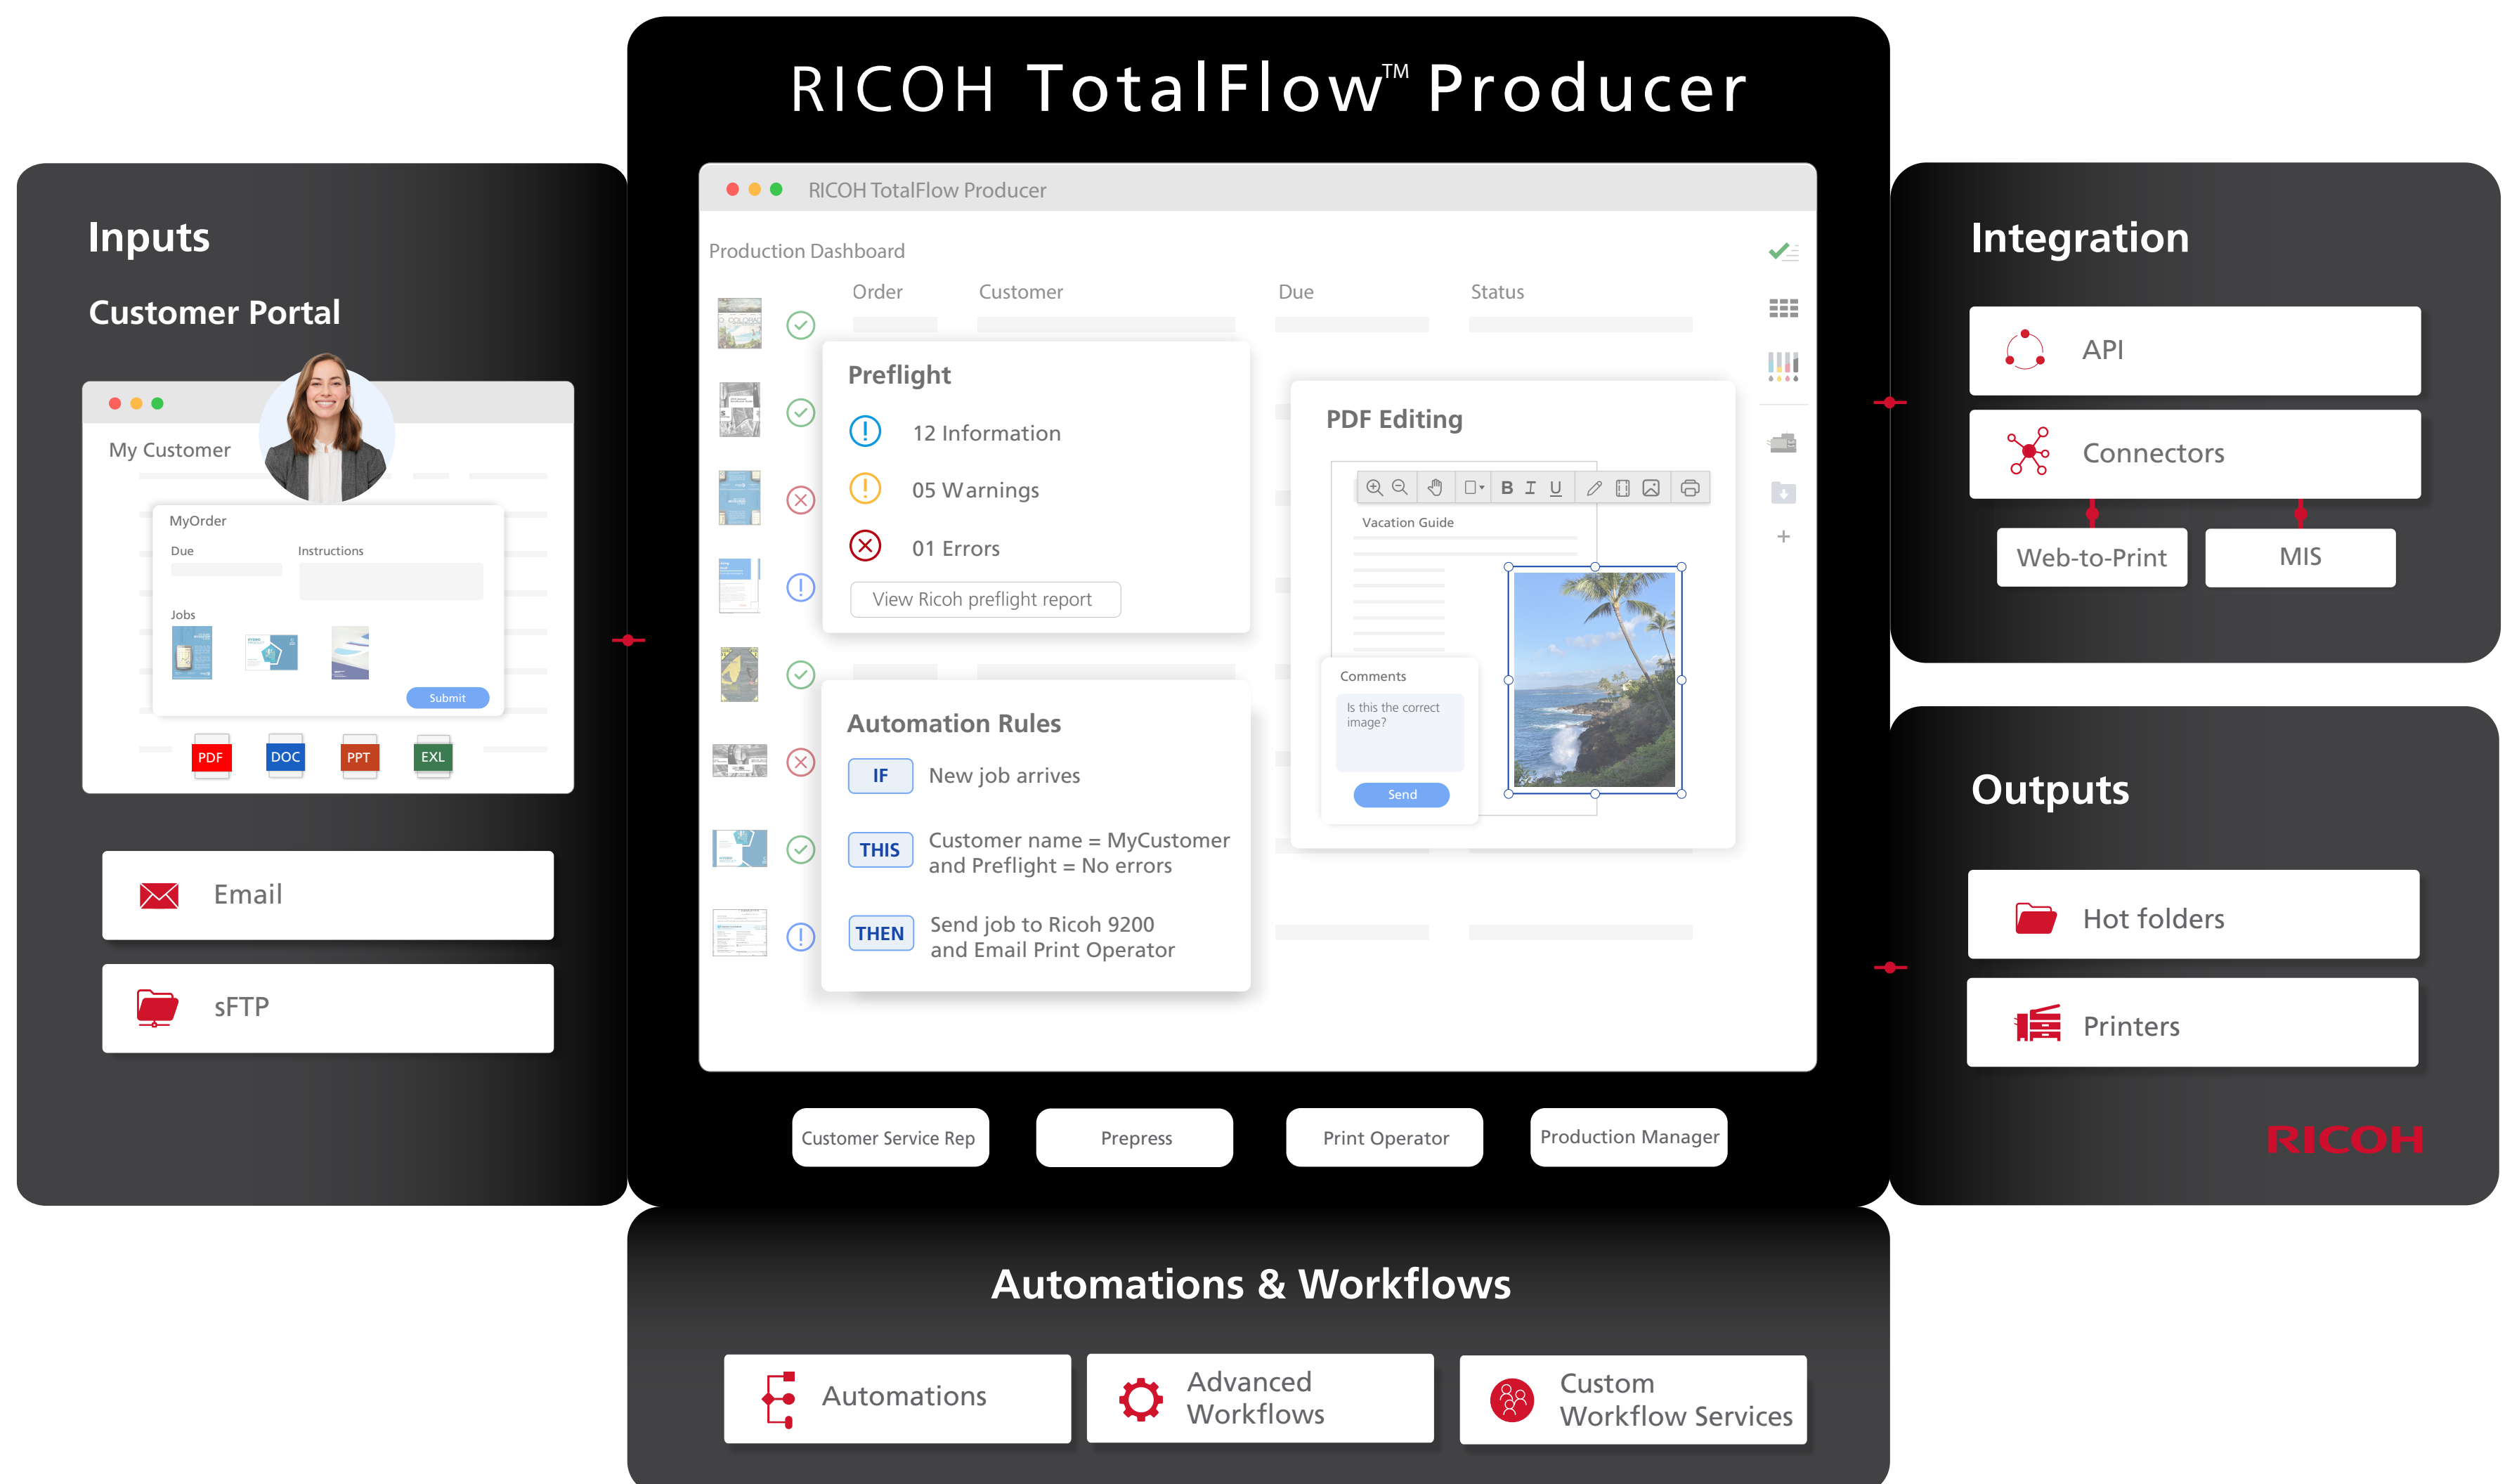 RICOH TotalFlow™ Producer
Inputs
Customer Portal
My Customer
MyOrder
Due
Instructions
Jobs
Submit
PDF
DOC
PPT
EXL
Email
sFTP
RICOH TotalFlow Producer
Production Dashboard
Order
Customer
Due
Status
Preflight
12 Information
05 Warnings
01 Errors
View Ricoh preflight report
Automation Rules
IF
New job arrives
THIS
Customer name = MyCustomer
and Preflight = No errors
THEN
Send job to Ricoh 9200
and Email Print Operator
PDF Editing
B I U
Vacation Guide
Comments
Is this the correct
image?
Send
Customer Service Rep
Prepress
Print Operator
Production Manager
Integration
API
Connectors
Web-to-Print
MIS
Outputs
Hot folders
Printers
RICOH
Automations & Workflows
Automations
Advanced
Workflows
Custom
Workflow Services